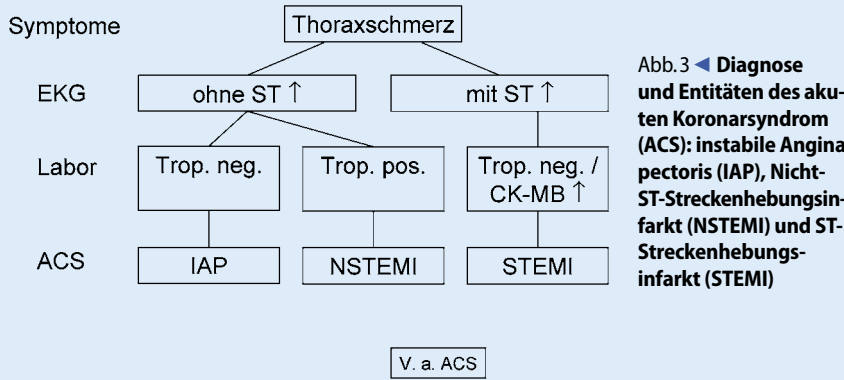 Symptome
Thoraxschmerz
EKG
ohne ST ↑
mit ST ↑
Labor
Trop. neg.
Trop. pos.
Trop. neg. /
CK-MB ↑
ACS
IAP
NSTEMI
STEMI
Abb. 3 ◄ Diagnose
und Entitäten des aku-
ten Koronarsyndrom
(ACS): instabile Angina
pectoris (IAP), Nicht-
ST-Streckenhebungsin-
farkt (NSTEMI) und ST-
Streckenhebungs-
infarkt (STEMI)
V. a. ACS